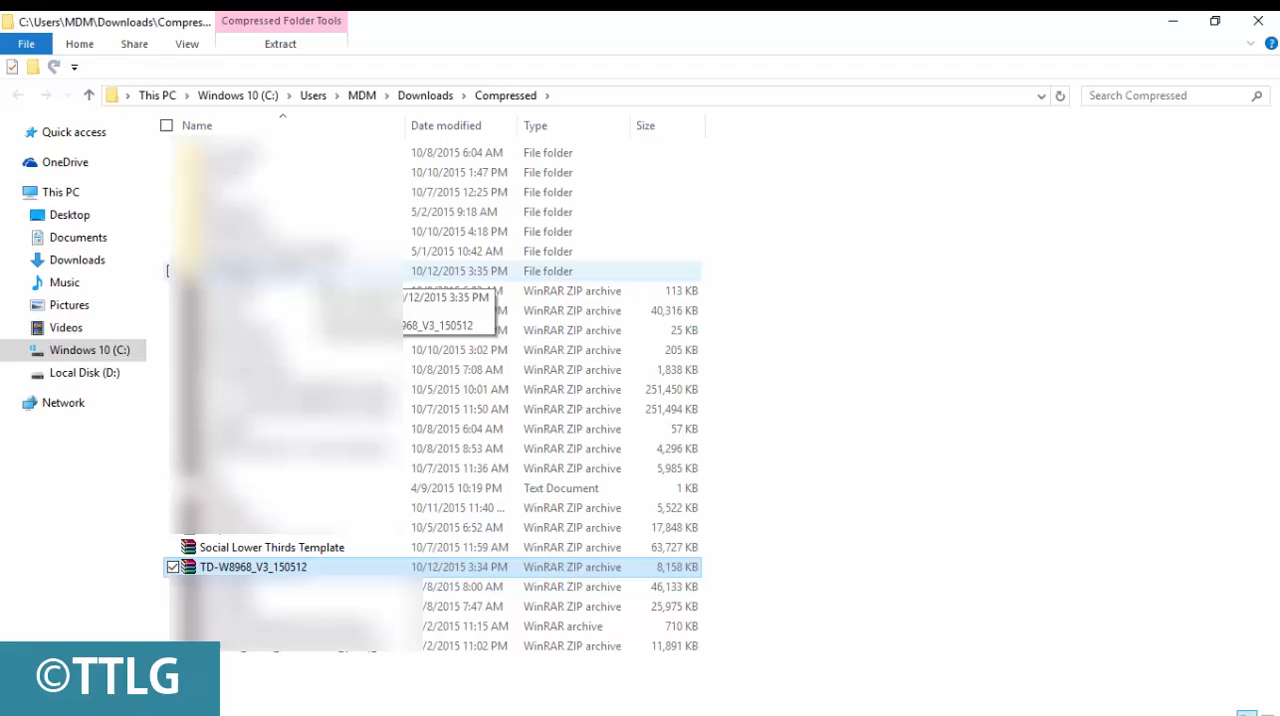 C:\Users\MDM\Downloads\Compres...
Compressed Folder Tools
File
Home
Share
View
Extract
This PC
Windows 10 (C:)
Users
MDM
Downloads
Compressed
Search Compressed
Quick access
OneDrive
This PC
Desktop
Documents
Downloads
Music
Pictures
Videos
Windows 10 (C:)
Local Disk (D:)
Network
Name Date modified Type Size
10/8/2015 6:04 AM File folder
10/10/2015 1:47 PM File folder
10/7/2015 12:25 PM File folder
5/2/2015 9:18 AM File folder
10/10/2015 4:18 PM File folder
5/1/2015 10:42 AM File folder
10/12/2015 3:35 PM File folder
WinRAR ZIP archive 113 KB
/12/2015 3:35 PM
WinRAR ZIP archive 40,316 KB
968_V3_150512
WinRAR ZIP archive 25 KB
10/10/2015 3:02 PM WinRAR ZIP archive 205 KB
10/8/2015 7:08 AM WinRAR ZIP archive 1,838 KB
10/5/2015 10:01 AM WinRAR ZIP archive 251,450 KB
10/7/2015 11:50 AM WinRAR ZIP archive 251,494 KB
10/8/2015 6:04 AM WinRAR ZIP archive 57 KB
10/8/2015 8:53 AM WinRAR ZIP archive 4,296 KB
10/7/2015 11:36 AM WinRAR ZIP archive 5,985 KB
4/9/2015 10:19 PM Text Document 1 KB
10/11/2015 11:40 ... WinRAR ZIP archive 5,522 KB
10/5/2015 6:52 AM WinRAR ZIP archive 17,848 KB
Social Lower Thirds Template 10/7/2015 11:59 AM WinRAR ZIP archive 63,727 KB
TD-W8968_V3_150512 10/12/2015 3:34 PM WinRAR ZIP archive 8,158 KB
/8/2015 8:00 AM WinRAR ZIP archive 46,133 KB
/8/2015 7:47 AM WinRAR ZIP archive 25,975 KB
/2/2015 11:15 AM WinRAR archive 710 KB
/2/2015 11:02 PM WinRAR ZIP archive 11,891 KB
©TTLG